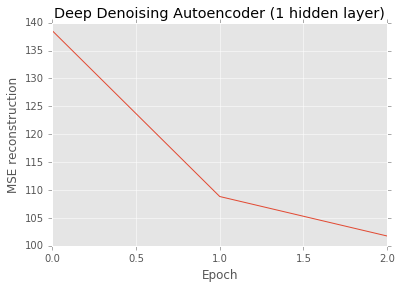 Deep Denoising Autoencoder (1 hidden layer)
140
135
130
125
120
115
110
105
100
MSE reconstruction
0.0 0.5 1.0 1.5 2.0
Epoch